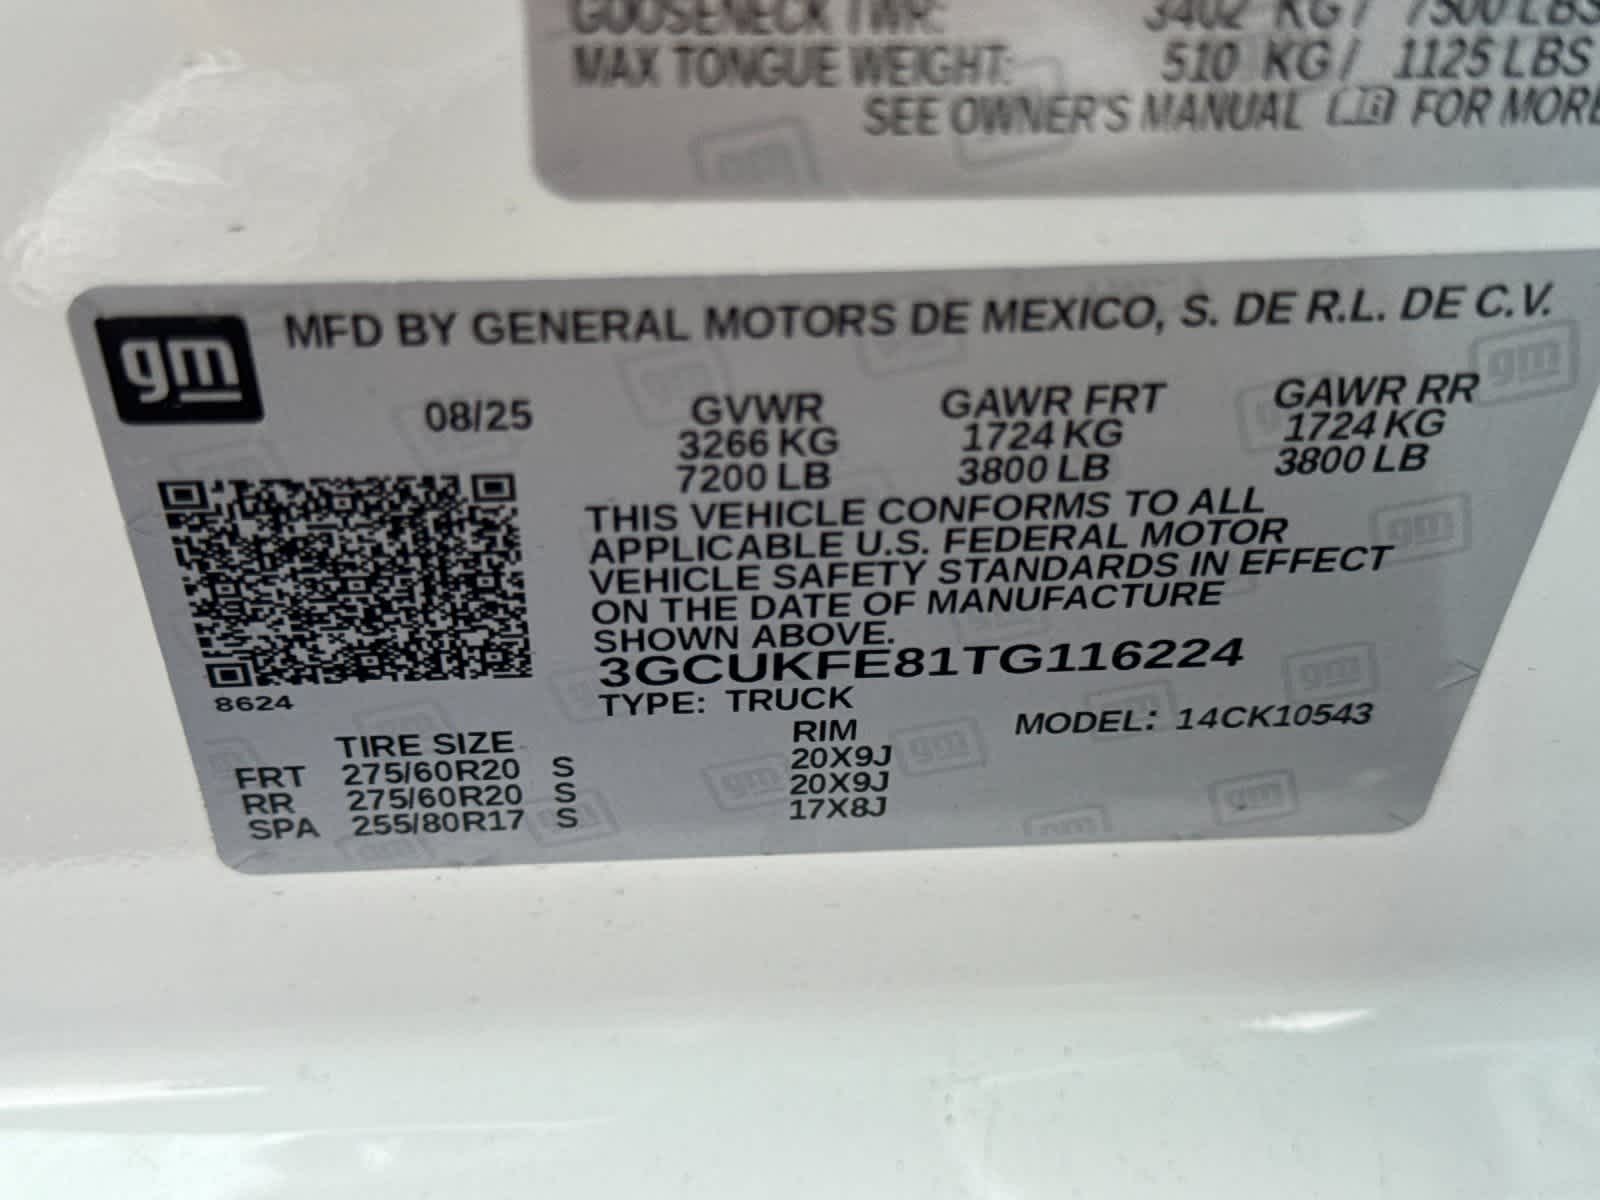 GOOSENECK TWR: 3402 KG / 7500 LBS
MAX TONGUE WEIGHT: 510 KG / 1125 LBS
SEE OWNER'S MANUAL FOR MORE
gm
MFD BY GENERAL MOTORS DE MEXICO, S. DE R.L. DE C.V.
08/25 GVWR GAWR FRT GAWR RR
3266 KG 1724 KG 1724 KG
7200 LB 3800 LB 3800 LB
THIS VEHICLE CONFORMS TO ALL
APPLICABLE U.S. FEDERAL MOTOR
VEHICLE SAFETY STANDARDS IN EFFECT
ON THE DATE OF MANUFACTURE
SHOWN ABOVE.
3GCUKFE81TG116224
8624
TYPE: TRUCK
MODEL: 14CK10543
TIRE SIZE RIM
FRT 275/60R20 S 20X9J
RR 275/60R20 S 20X9J
SPA 255/80R17 S 17X8J